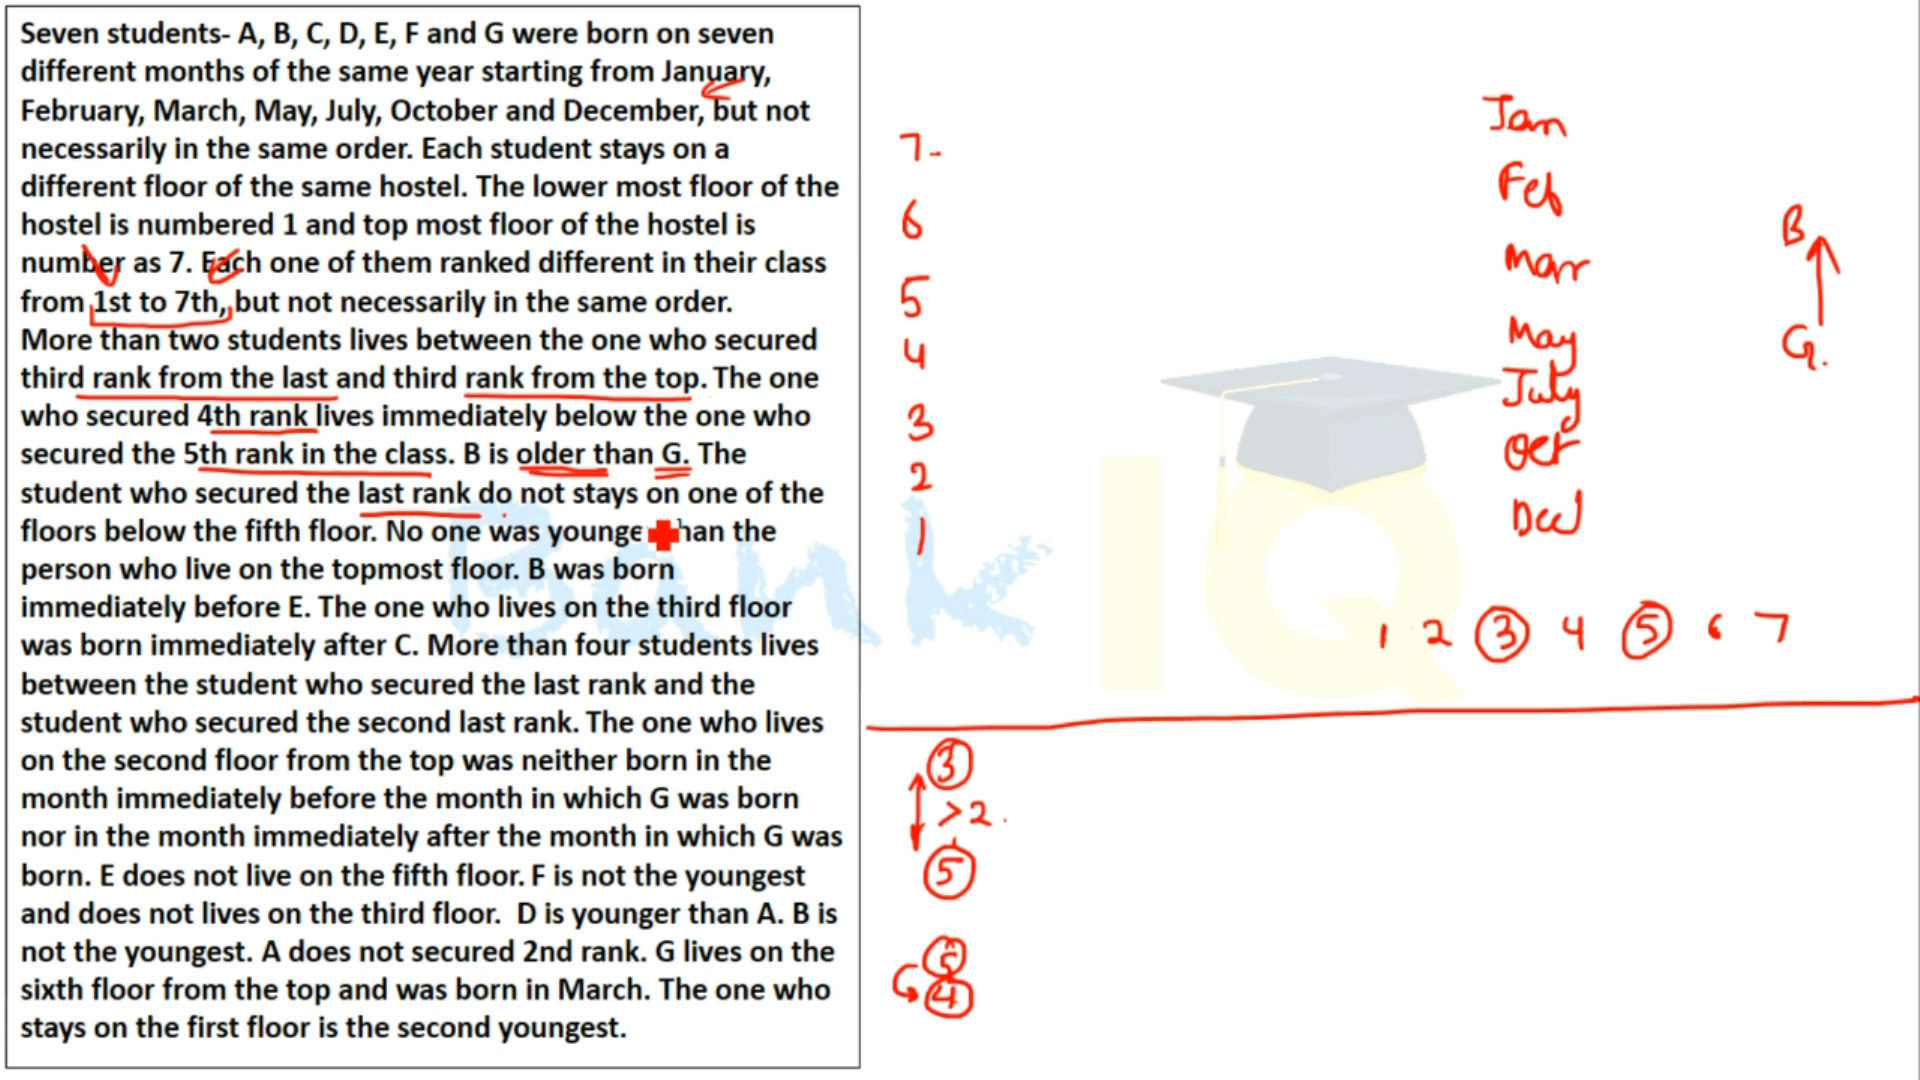 Seven students- A, B, C, D, E, F and G were born on seven
different months of the same year starting from January,
February, March, May, July, October and December, but not
necessarily in the same order. Each student stays on a
different floor of the same hostel. The lower most floor of the
hostel is numbered 1 and top most floor of the hostel is
number as 7. Each one of them ranked different in their class
from 1st to 7th, but not necessarily in the same order.
More than two students lives between the one who secured
third rank from the last and third rank from the top. The one
who secured 4th rank lives immediately below the one who
secured the 5th rank in the class. B is older than G. The
student who secured the last rank do not stays on one of the
floors below the fifth floor. No one was younge han the
person who live on the topmost floor. B was born
immediately before E. The one who lives on the third floor
was born immediately after C. More than four students lives
between the student who secured the last rank and the
student who secured the second last rank. The one who lives
on the second floor from the top was neither born in the
month immediately before the month in which G was born
nor in the month immediately after the month in which G was
born. E does not live on the fifth floor. F is not the youngest
and does not lives on the third floor.  D is younger than A. B is
not the youngest. A does not secured 2nd rank. G lives on the
sixth floor from the top and was born in March. The one who
stays on the first floor is the second youngest.
7-
6
5
4
3
2
1
Jan
Feb
Mar
May
July
Oct
Dec
B
G.
1 2 3 4 5 6 7
3
>2.
5
5
4
Bank IQ